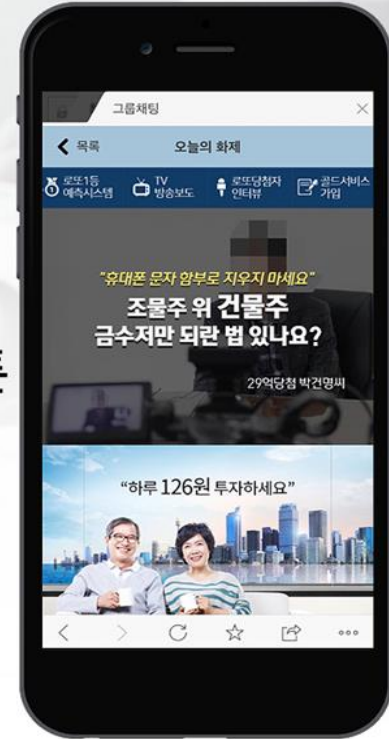 그룹채팅
목록
오늘의 화제
로또1등
예측시스템
TV
방송보도
로또당첨자
인터뷰
골드서비스
가입
"휴대폰 문자 함부로 지우지 마세요"
조물주 위 건물주
금수저만 되란 법 있나요?
29억당첨 박건명씨
"하루 126원 투자하세요"